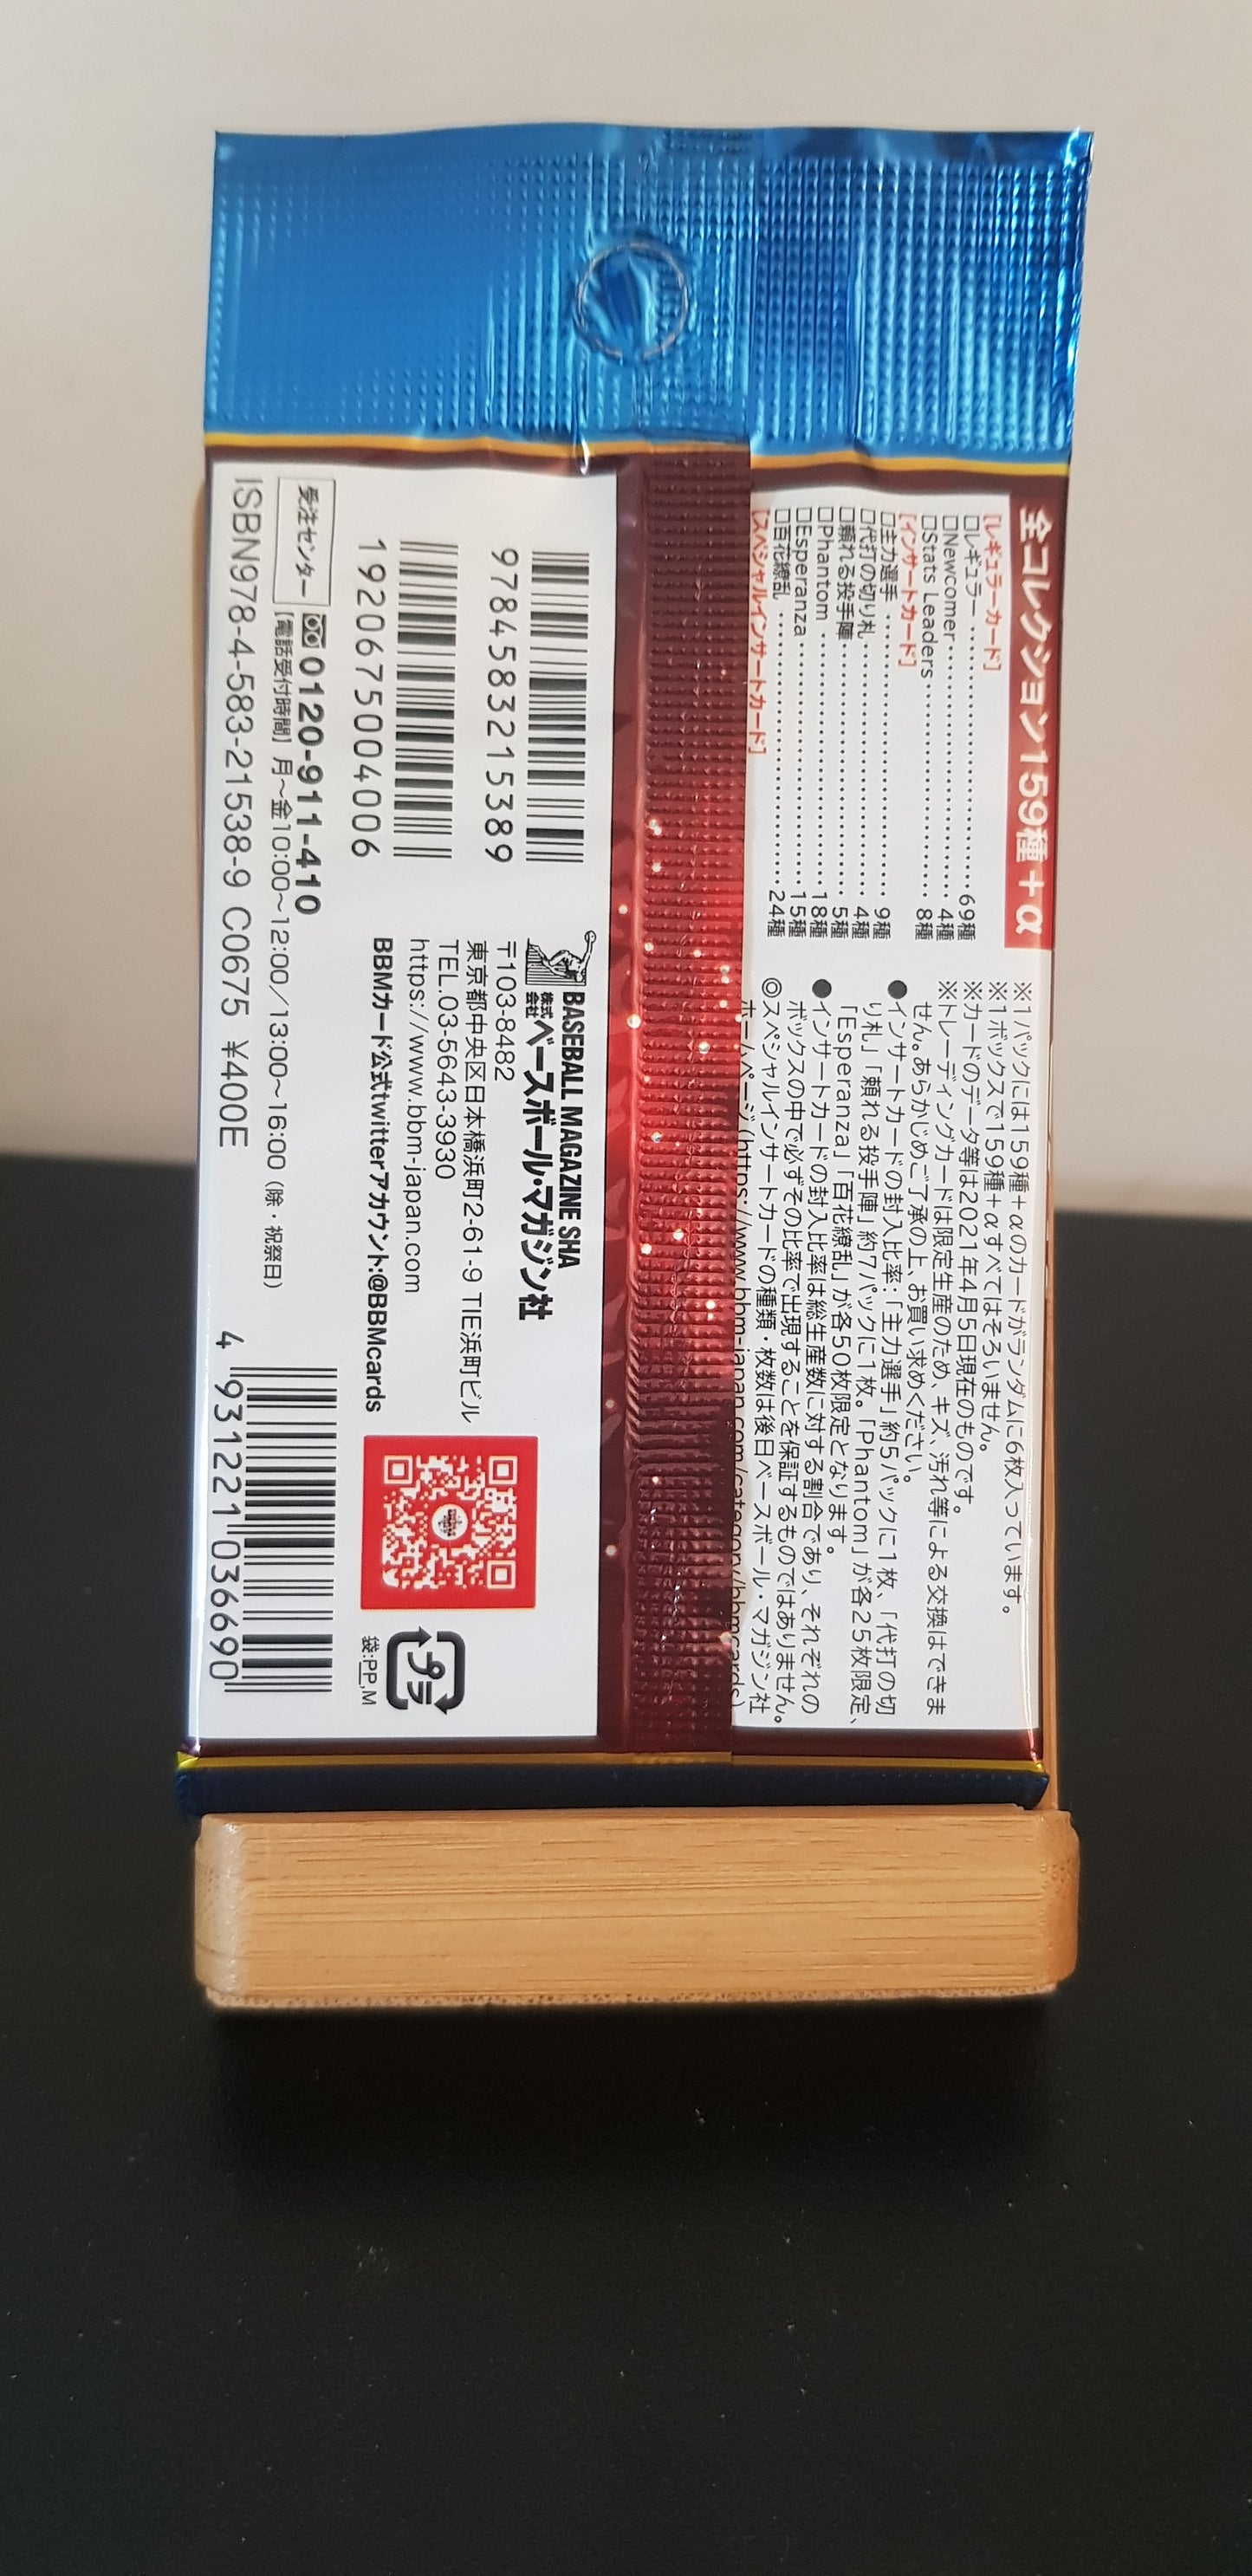 全コレクション159種+α
[レギュラーカード]
□レギュラー……………69種
□Newcomer……………4種
□Stats Leaders……………8種
[インサートカード]
□主力選手……………9種
□代打の切り札……………4種
□頼れる投手陣……………5種
□Phantom……………18種
□Esperanza……………15種
□百花繚乱……………24種
[スペシャルインサートカード]
※1パックには159種+αのカードがランダムに6枚入っています。
※1ボックスで159種+αすべてはそろいません。
※カードのデータ等は2021年4月5日現在のものです。
※トレーディングカードは限定生産のため、キズ、汚れ等による交換はできま
せん。あらかじめご了承の上、お買い求めください。
●インサートカードの封入比率:「主力選手」約5パックに1枚、「代打の切
り札」「頼れる投手陣」約7パックに1枚。「Phantom」が各25枚限定、
「Esperanza」「百花繚乱」が各50枚限定となります。
●インサートカードの封入比率は総生産数に対する割合であり、それぞれの
ボックスの中で必ずその比率で出現することを保証するものではありません。
◎スペシャルインサートカードの種類・枚数は後日ベースボール・マガジン社
ホームページ(https://www.bbm-japan.com/category/bbmcards)
9784583215389
1920675004006
BASEBALL MAGAZINE SHA
株式会社ベースボール・マガジン社
〒103-8482
東京都中央区日本橋浜町2-61-9 TIE浜町ビル
TEL.03-5643-3930
https://www.bbm-japan.com
BBMカード公式twitterアカウント:@BBMcards
プラ
袋:PP,M
受注センター
0120-911-410
【電話受付時間】月~金10:00~12:00/13:00~16:00(除・祝祭日)
ISBN978-4-583-21538-9 C0675 ¥400E
4 931221 036690